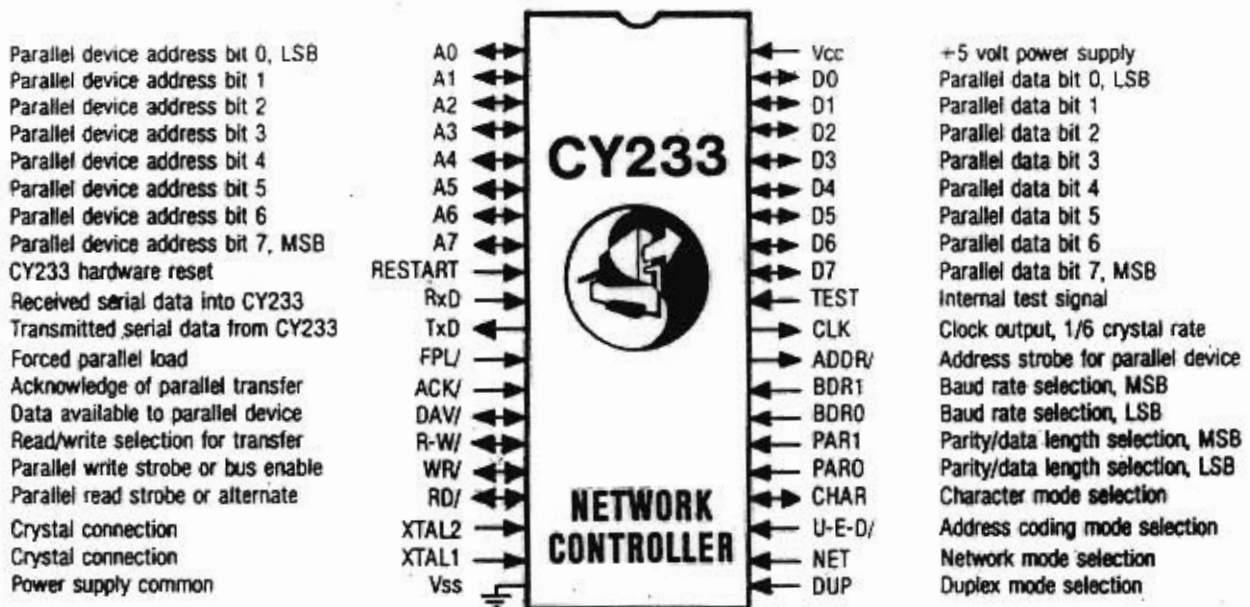 Parallel device address bit 0, LSB A0 Vcc +5 volt power supply
Parallel device address bit 1 A1 D0 Parallel data bit 0, LSB
Parallel device address bit 2 A2 D1 Parallel data bit 1
Parallel device address bit 3 A3 D2 Parallel data bit 2
Parallel device address bit 4 A4 CY233 D3 Parallel data bit 3
Parallel device address bit 5 A5 D4 Parallel data bit 4
Parallel device address bit 6 A6 D5 Parallel data bit 5
Parallel device address bit 7, MSB A7 D6 Parallel data bit 6
CY233 hardware reset RESTART D7 Parallel data bit 7, MSB
Received serial data into CY233 RxD TEST Internal test signal
Transmitted serial data from CY233 TxD CLK Clock output, 1/6 crystal rate
Forced parallel load FPL/ ADDR/ Address strobe for parallel device
Acknowledge of parallel transfer ACK/ BDR1 Baud rate selection, MSB
Data available to parallel device DAV/ BDR0 Baud rate selection, LSB
Read/write selection for transfer R-W/ PAR1 Parity/data length selection, MSB
Parallel write strobe or bus enable WR/ PAR0 Parity/data length selection, LSB
Parallel read strobe or alternate RD/ NETWORK CHAR Character mode selection
Crystal connection XTAL2 CONTROLLER U-E-D/ Address coding mode selection
Crystal connection XTAL1 NET Network mode selection
Power supply common Vss DUP Duplex mode selection